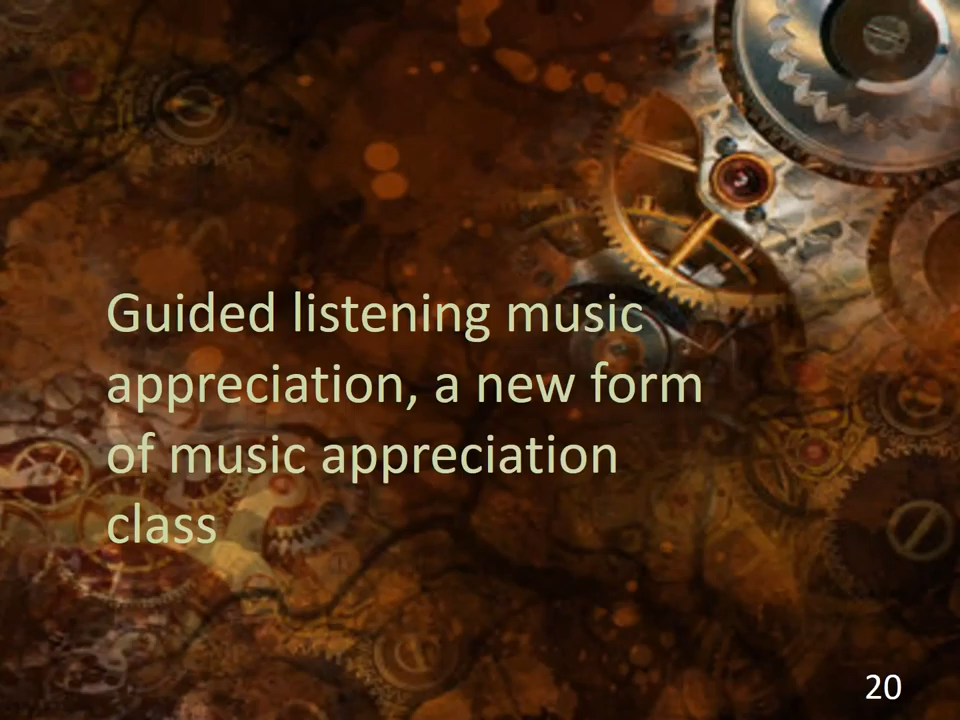 Guided listening music
appreciation, a new form
of music appreciation
class
20